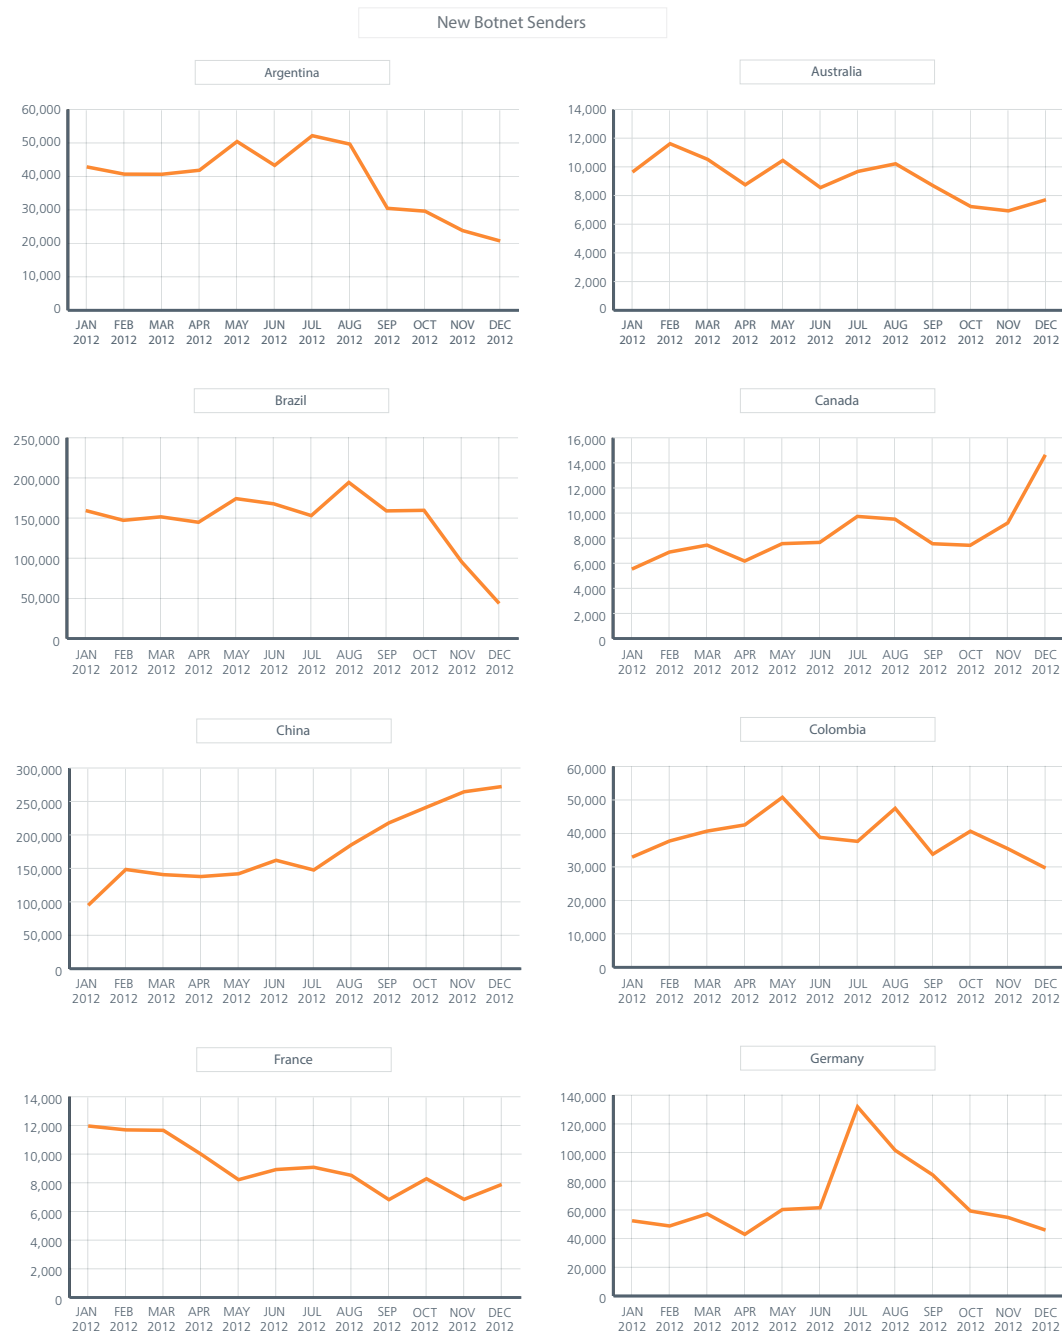 New Botnet Senders
Argentina
60,000
50,000
40,000
30,000
20,000
10,000
0
JAN FEB MAR APR MAY JUN JUL AUG SEP OCT NOV DEC
2012 2012 2012 2012 2012 2012 2012 2012 2012 2012 2012 2012
Australia
14,000
12,000
10,000
8,000
6,000
4,000
2,000
0
JAN FEB MAR APR MAY JUN JUL AUG SEP OCT NOV DEC
2012 2012 2012 2012 2012 2012 2012 2012 2012 2012 2012 2012
Brazil
250,000
200,000
150,000
100,000
50,000
0
JAN FEB MAR APR MAY JUN JUL AUG SEP OCT NOV DEC
2012 2012 2012 2012 2012 2012 2012 2012 2012 2012 2012 2012
Canada
16,000
14,000
12,000
10,000
8,000
6,000
4,000
2,000
0
JAN FEB MAR APR MAY JUN JUL AUG SEP OCT NOV DEC
2012 2012 2012 2012 2012 2012 2012 2012 2012 2012 2012 2012
China
300,000
250,000
200,000
150,000
100,000
50,000
0
JAN FEB MAR APR MAY JUN JUL AUG SEP OCT NOV DEC
2012 2012 2012 2012 2012 2012 2012 2012 2012 2012 2012 2012
Colombia
60,000
50,000
40,000
30,000
20,000
10,000
0
JAN FEB MAR APR MAY JUN JUL AUG SEP OCT NOV DEC
2012 2012 2012 2012 2012 2012 2012 2012 2012 2012 2012 2012
France
14,000
12,000
10,000
8,000
6,000
4,000
2,000
0
JAN FEB MAR APR MAY JUN JUL AUG SEP OCT NOV DEC
2012 2012 2012 2012 2012 2012 2012 2012 2012 2012 2012 2012
Germany
140,000
120,000
100,000
80,000
60,000
40,000
20,000
0
JAN FEB MAR APR MAY JUN JUL AUG SEP OCT NOV DEC
2012 2012 2012 2012 2012 2012 2012 2012 2012 2012 2012 2012